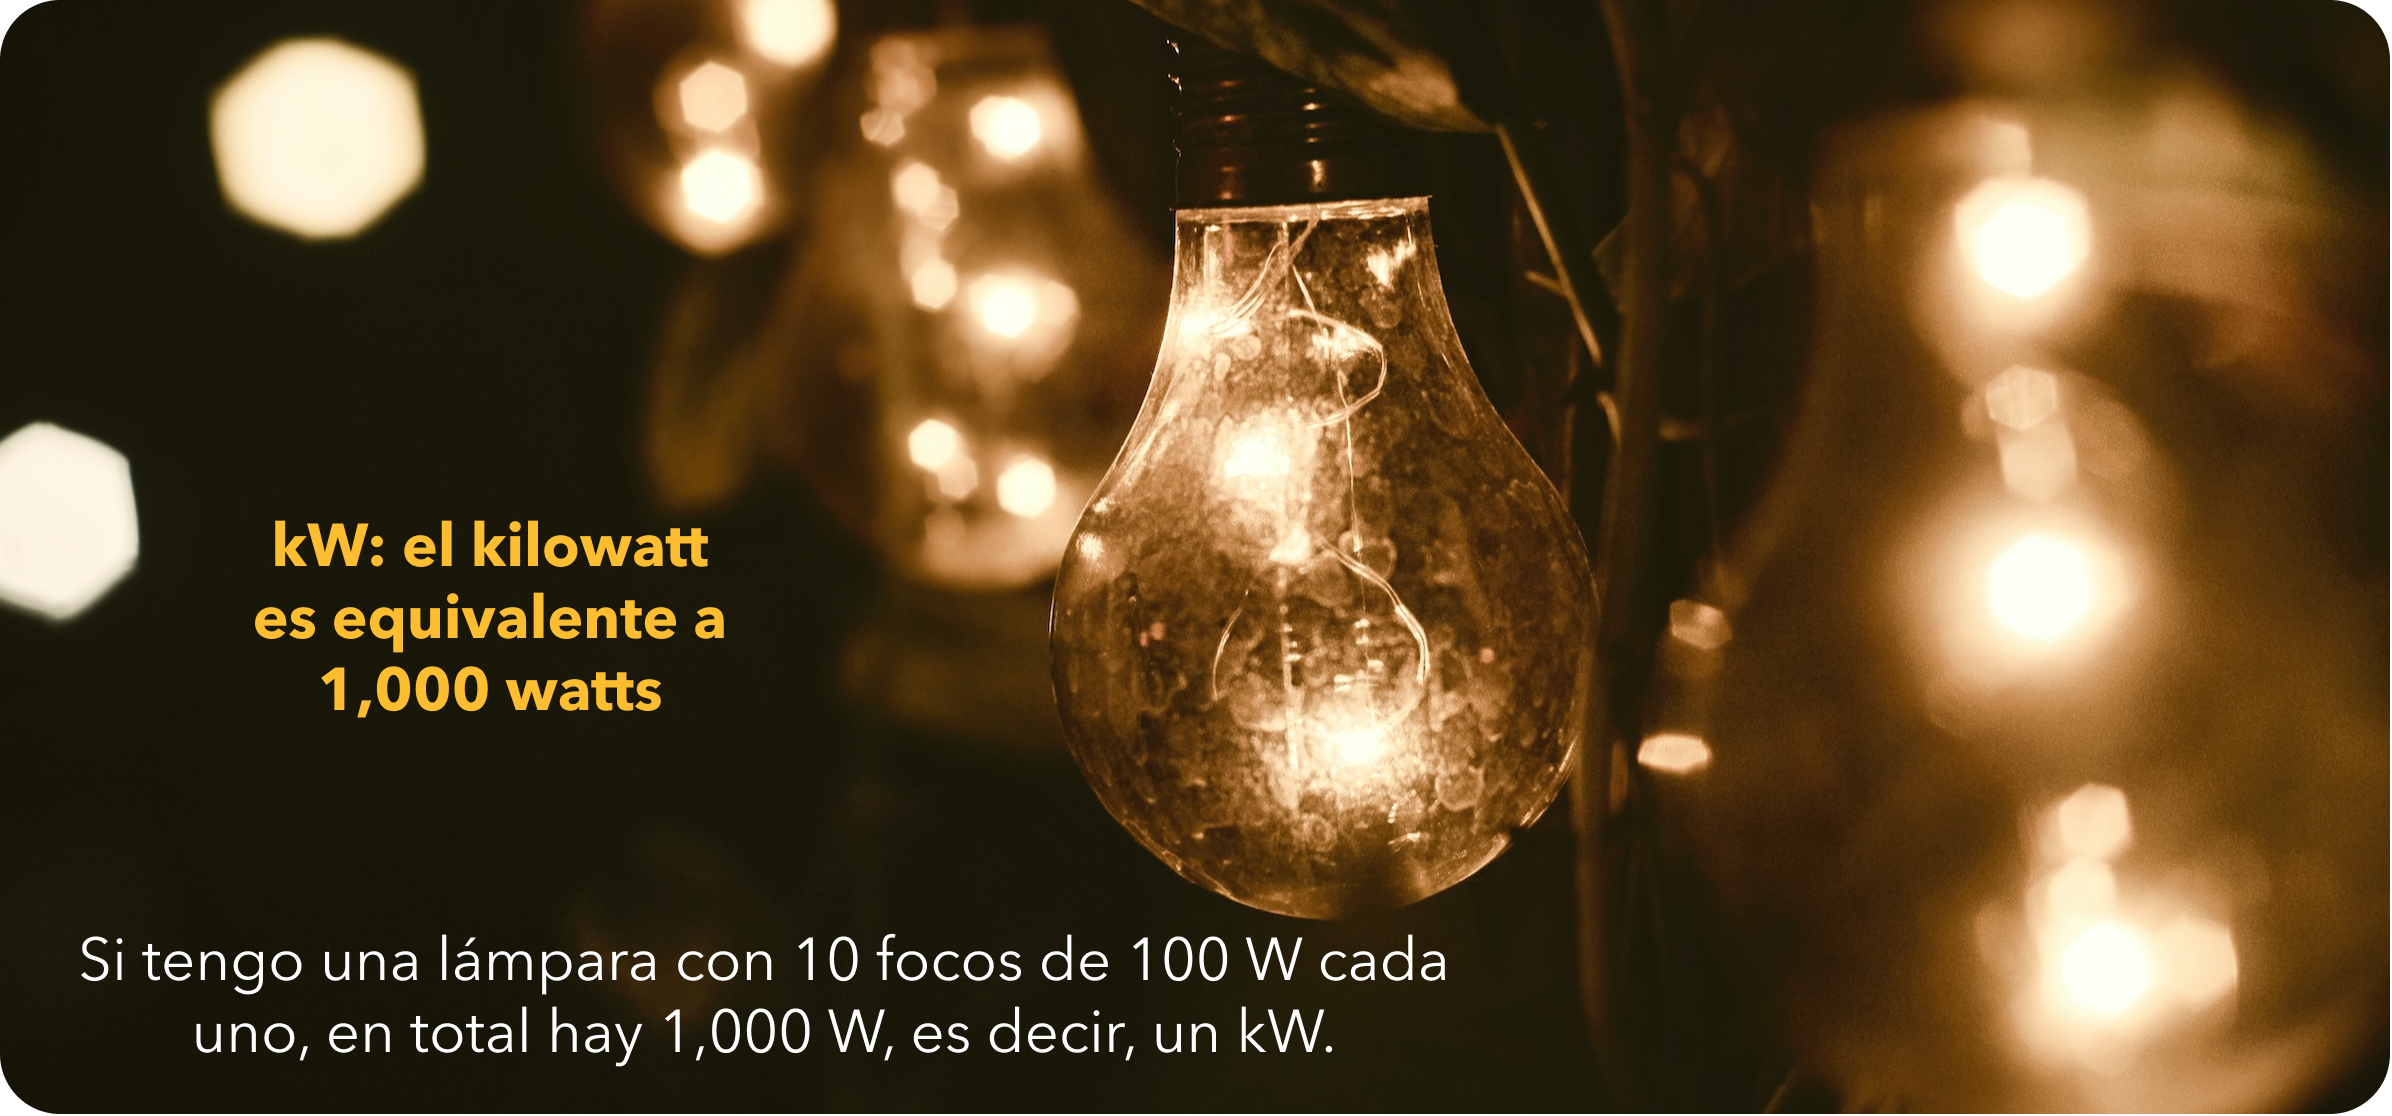 kW: el kilowatt
es equivalente a
1,000 watts
Si tengo una lámpara con 10 focos de 100 W cada
uno, en total hay 1,000 W, es decir, un kW.